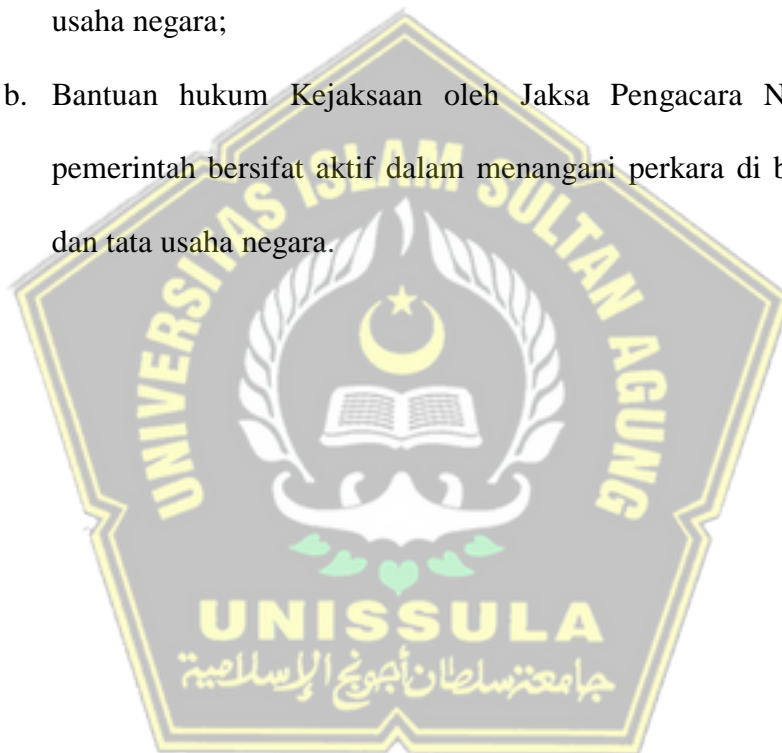 usaha negara;
b. Bantuan hukum Kejaksaan oleh Jaksa Pengacara N
pemerintah bersifat aktif dalam menangani perkara di b
dan tata usaha negara.
UNIVERSITAS ISLAM SULTAN AGUNG
UNISSULA
جامعة سلطان أجونج الإسلامية